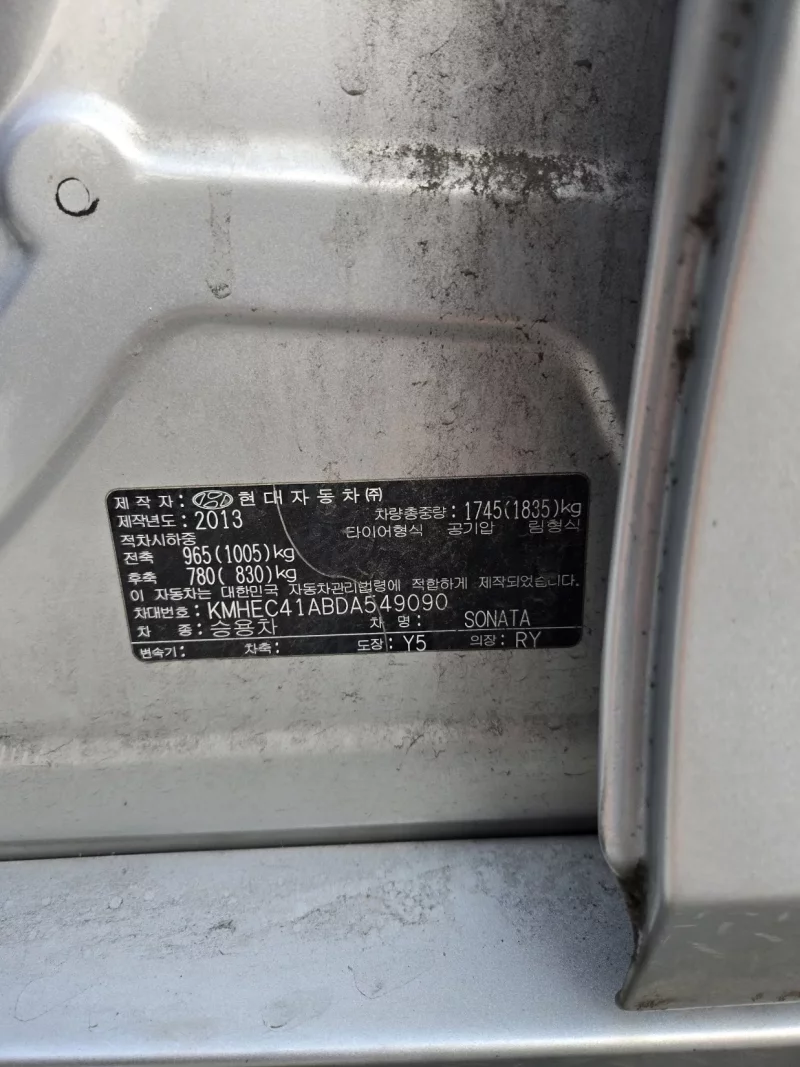 제 작 자 : 현대자동차㈜
제작년도 : 2013 차량총중량 : 1745(1835)kg
적차시하중 타이어형식 공기압 림형식
전축 965(1005)kg
후축 780( 830)kg
이 자동차는 대한민국 자동차관리법령에 적합하게 제작되었습니다.
차대번호 : KMHEC41ABDA549090
차 종 : 승용차 차 명 : SONATA
변속기 : 차축 : 도장 : Y5 의장 : RY